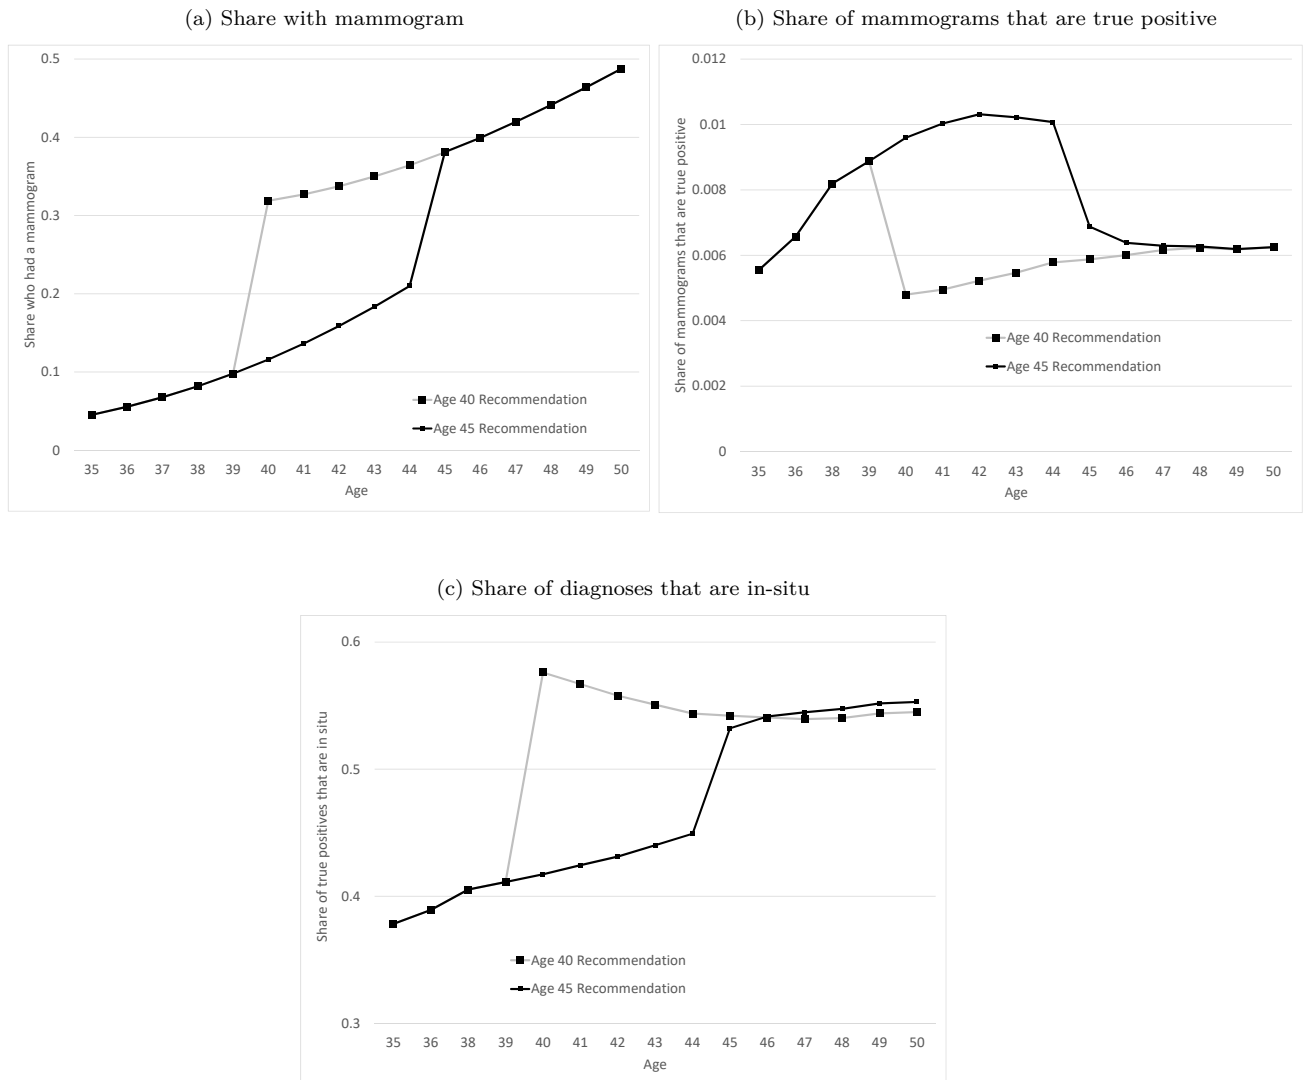 (a) Share with mammogram
Share who had a mammogram
0.5
0.4
0.3
0.2
0.1
0
Age 40 Recommendation
Age 45 Recommendation
35 36 37 38 39 40 41 42 43 44 45 46 47 48 49 50
Age
(b) Share of mammograms that are true positive
Share of mammograms that are true positive
0.012
0.01
0.008
0.006
0.004
0.002
0
Age 40 Recommendation
Age 45 Recommendation
35 36 38 39 40 41 42 43 44 45 46 47 48 49 50
Age
(c) Share of diagnoses that are in-situ
Share of true positives that are in situ
0.6
0.5
0.4
0.3
Age 40 Recommendation
Age 45 Recommendation
35 36 38 39 40 41 42 43 44 45 46 47 48 49 50
Age